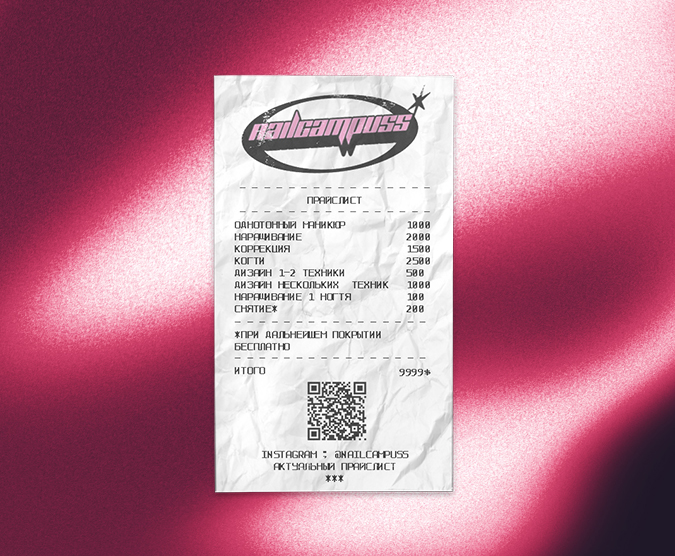 nailcampuss
ПРАЙСЛИСТ
ОДНОТОННЫЙ МАНИКЮР 1000
НАРАЩИВАНИЕ 2000
КОРРЕКЦИЯ 1500
КОГТИ 2500
ДИЗАЙН 1-2 ТЕХНИКИ 500
ДИЗАЙН НЕСКОЛЬКИХ ТЕХНИК 1000
НАРАЩИВАНИЕ 1 НОГТЯ 100
СНЯТИЕ* 200
*ПРИ ДАЛЬНЕЙШЕМ ПОКРЫТИИ
БЕСПЛАТНО
ИТОГО 9999*
INSTAGRAM : @NAILCAMPUSS
АКТУАЛЬНЫЙ ПРАЙСЛИСТ
***